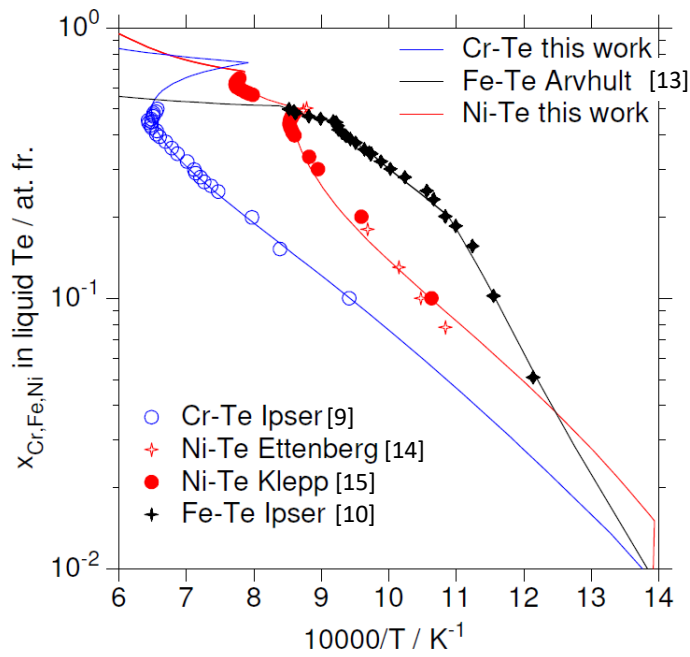 10⁰
Cr-Te this work
Fe-Te Arvhult [13]
Ni-Te this work
x_Cr,Fe,Ni in liquid Te / at. fr.
10⁻¹
Cr-Te Ipser [9]
Ni-Te Ettenberg [14]
Ni-Te Klepp [15]
Fe-Te Ipser [10]
10⁻²
6 7 8 9 10 11 12 13 14
10000/T / K⁻¹